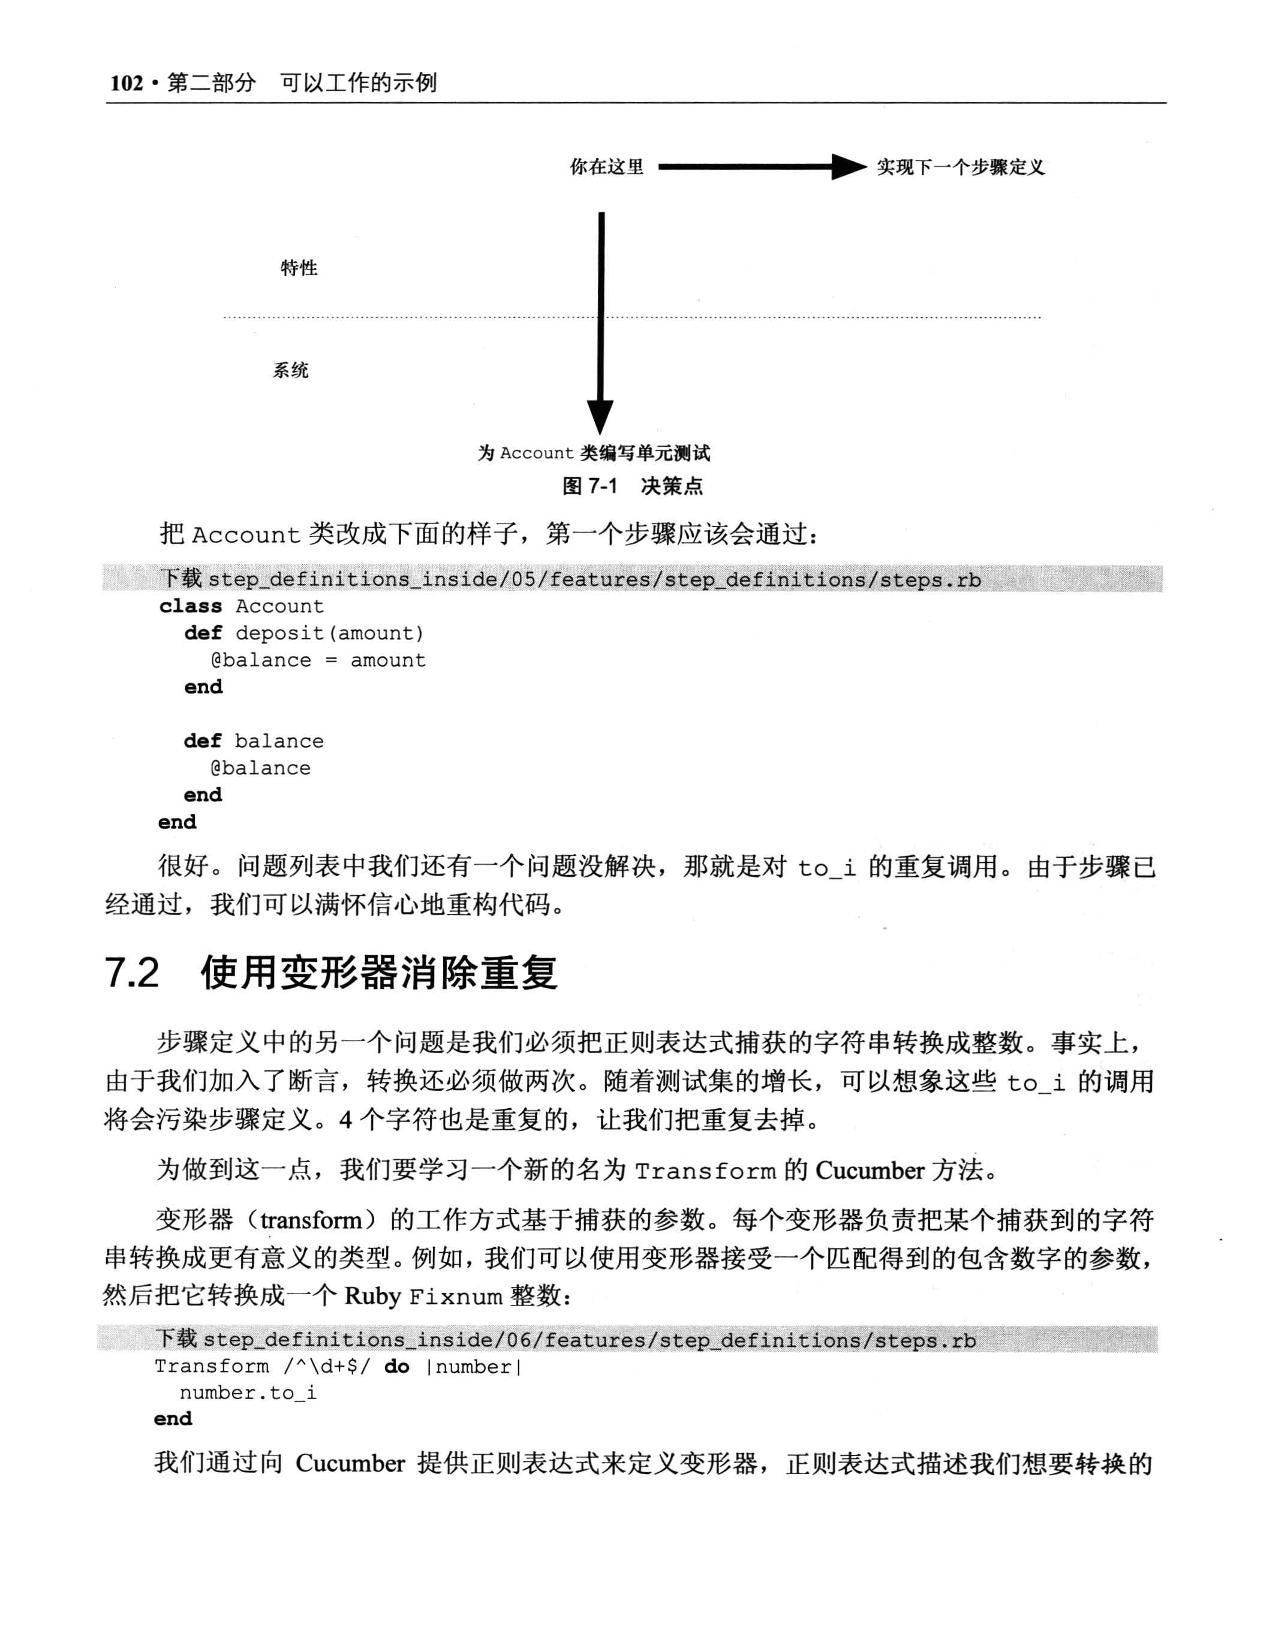 102 · 第二部分 可以工作的示例
你在这里 实现下一个步骤定义
特性
系统
为 Account 类编写单元测试
图 7-1 决策点
把 Account 类改成下面的样子，第一个步骤应该会通过：
下载 step_definitions_inside/05/features/step_definitions/steps.rb
class Account
  def deposit(amount)
    @balance = amount
  end
  def balance
    @balance
  end
end
很好。问题列表中我们还有一个问题没解决，那就是对 to_i 的重复调用。由于步骤已
经通过，我们可以满怀信心地重构代码。
7.2 使用变形器消除重复
步骤定义中的另一个问题是我们必须把正则表达式捕获的字符串转换成整数。事实上，
由于我们加入了断言，转换还必须做两次。随着测试集的增长，可以想象这些 to_i 的调用
将会污染步骤定义。4 个字符也是重复的，让我们把重复去掉。
为做到这一点，我们要学习一个新的名为 Transform 的 Cucumber 方法。
变形器（transform）的工作方式基于捕获的参数。每个变形器负责把某个捕获到的字符
串转换成更有意义的类型。例如，我们可以使用变形器接受一个匹配得到的包含数字的参数，
然后把它转换成一个 Ruby Fixnum 整数：
下载 step_definitions_inside/06/features/step_definitions/steps.rb
Transform /^\d+$/ do |number|
  number.to_i
end
我们通过向 Cucumber 提供正则表达式来定义变形器，正则表达式描述我们想要转换的